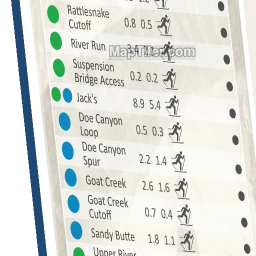 Rattlesnake
Cutoff 0.8 0.5
River Run
Suspension
Bridge Access 0.2 0.2
Jack's 8.9 5.4
Doe Canyon
Loop 0.5 0.3
Doe Canyon
Spur 2.2 1.4
Goat Creek 2.6 1.6
Goat Creek
Cutoff 0.7 0.4
Sandy Butte 1.8 1.1
Upper River